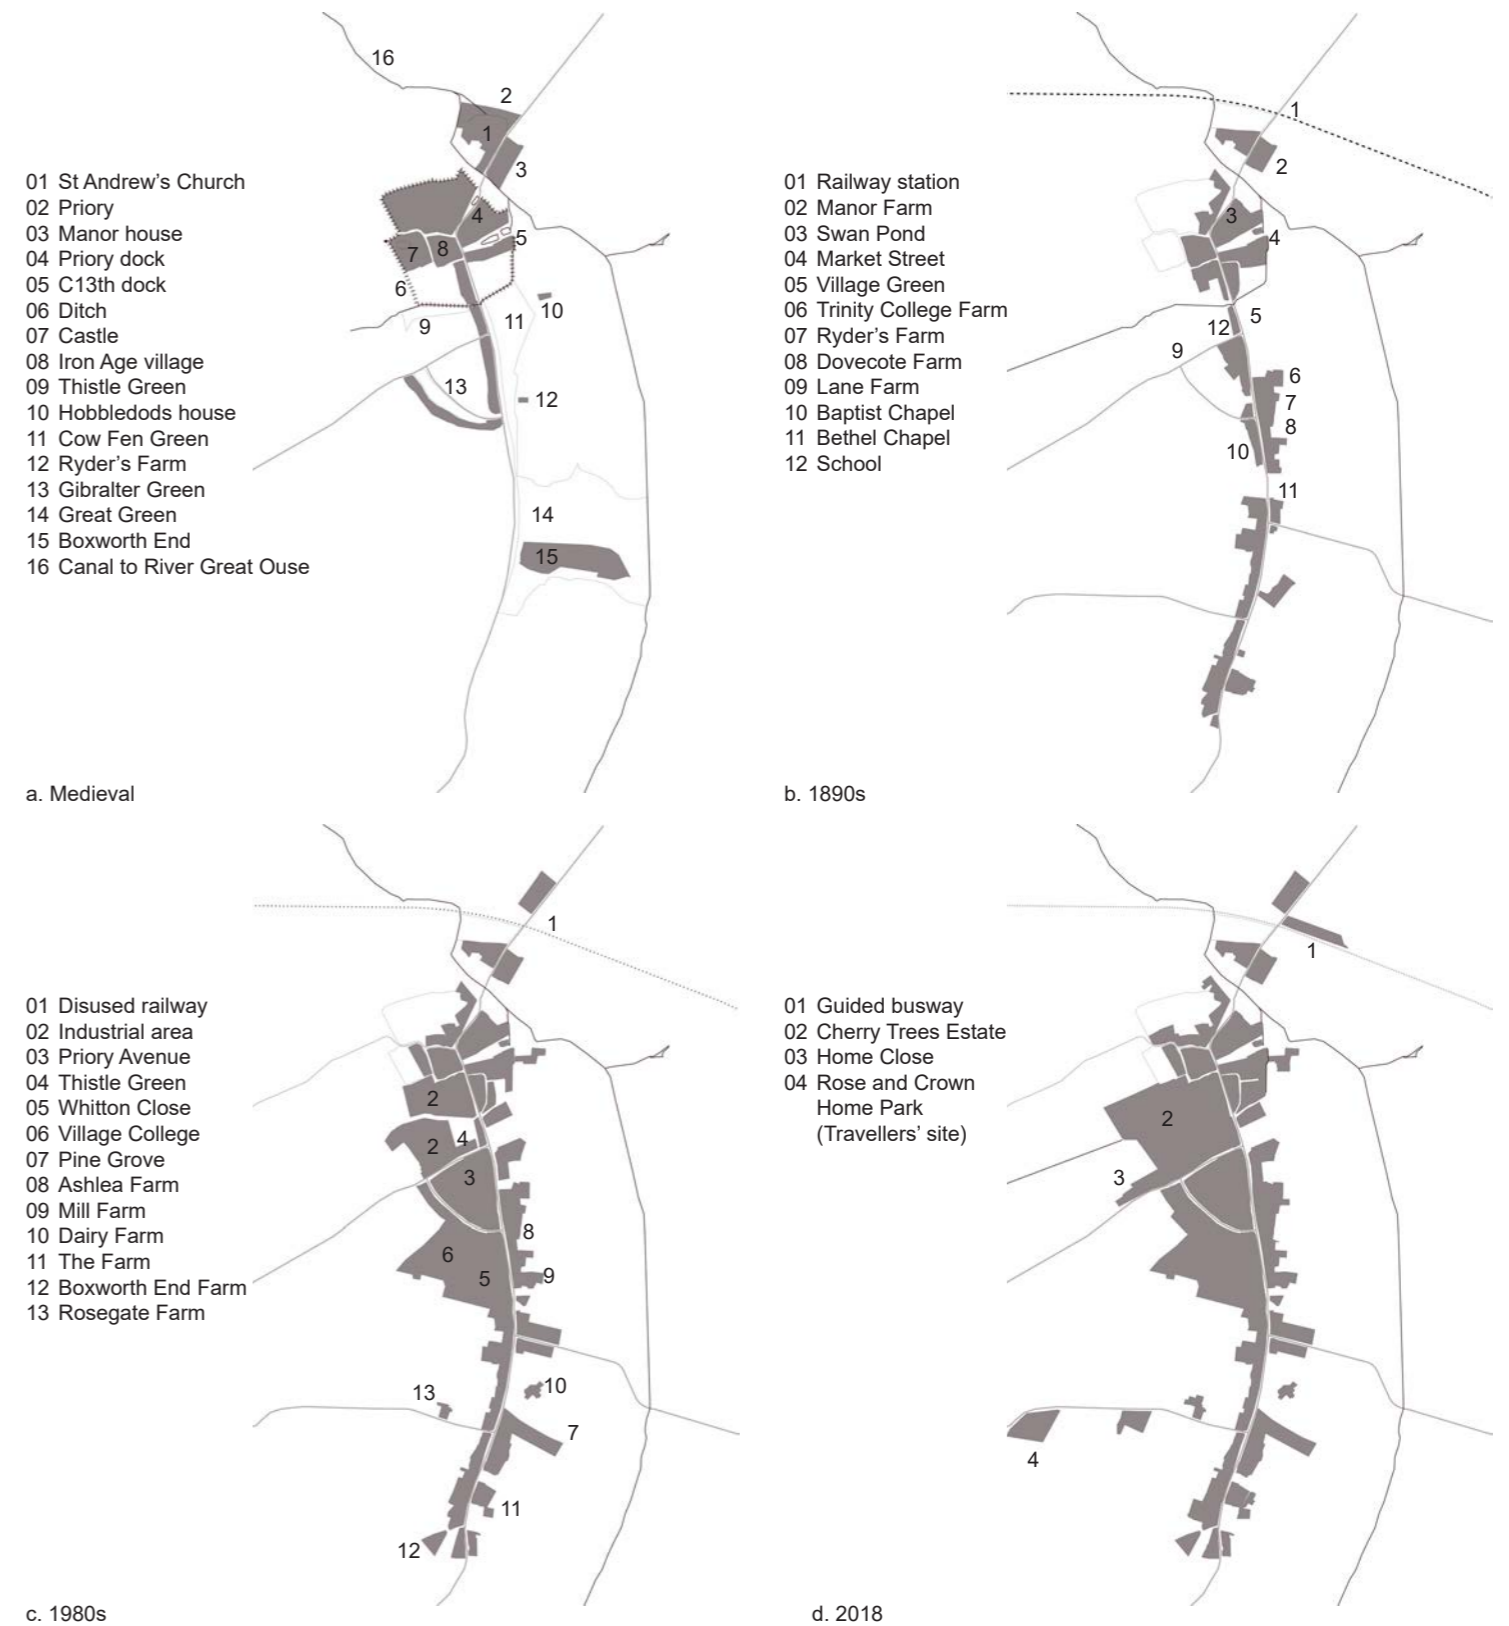 16
2
1
3
4
5
7
8
6
10
9
11
13
12
14
15
01 St Andrew’s Church
02 Priory
03 Manor house
04 Priory dock
05 C13th dock
06 Ditch
07 Castle
08 Iron Age village
09 Thistle Green
10 Hobbledods house
11 Cow Fen Green
12 Ryder’s Farm
13 Gibralter Green
14 Great Green
15 Boxworth End
16 Canal to River Great Ouse
a. Medieval
1
2
3
4
5
12
9
6
7
8
10
11
01 Railway station
02 Manor Farm
03 Swan Pond
04 Market Street
05 Village Green
06 Trinity College Farm
07 Ryder’s Farm
08 Dovecote Farm
09 Lane Farm
10 Baptist Chapel
11 Bethel Chapel
12 School
b. 1890s
1
2
2
4
3
8
6
5
9
10
13
7
11
12
01 Disused railway
02 Industrial area
03 Priory Avenue
04 Thistle Green
05 Whitton Close
06 Village College
07 Pine Grove
08 Ashlea Farm
09 Mill Farm
10 Dairy Farm
11 The Farm
12 Boxworth End Farm
13 Rosegate Farm
c. 1980s
1
2
3
4
01 Guided busway
02 Cherry Trees Estate
03 Home Close
04 Rose and Crown
Home Park
(Travellers’ site)
d. 2018